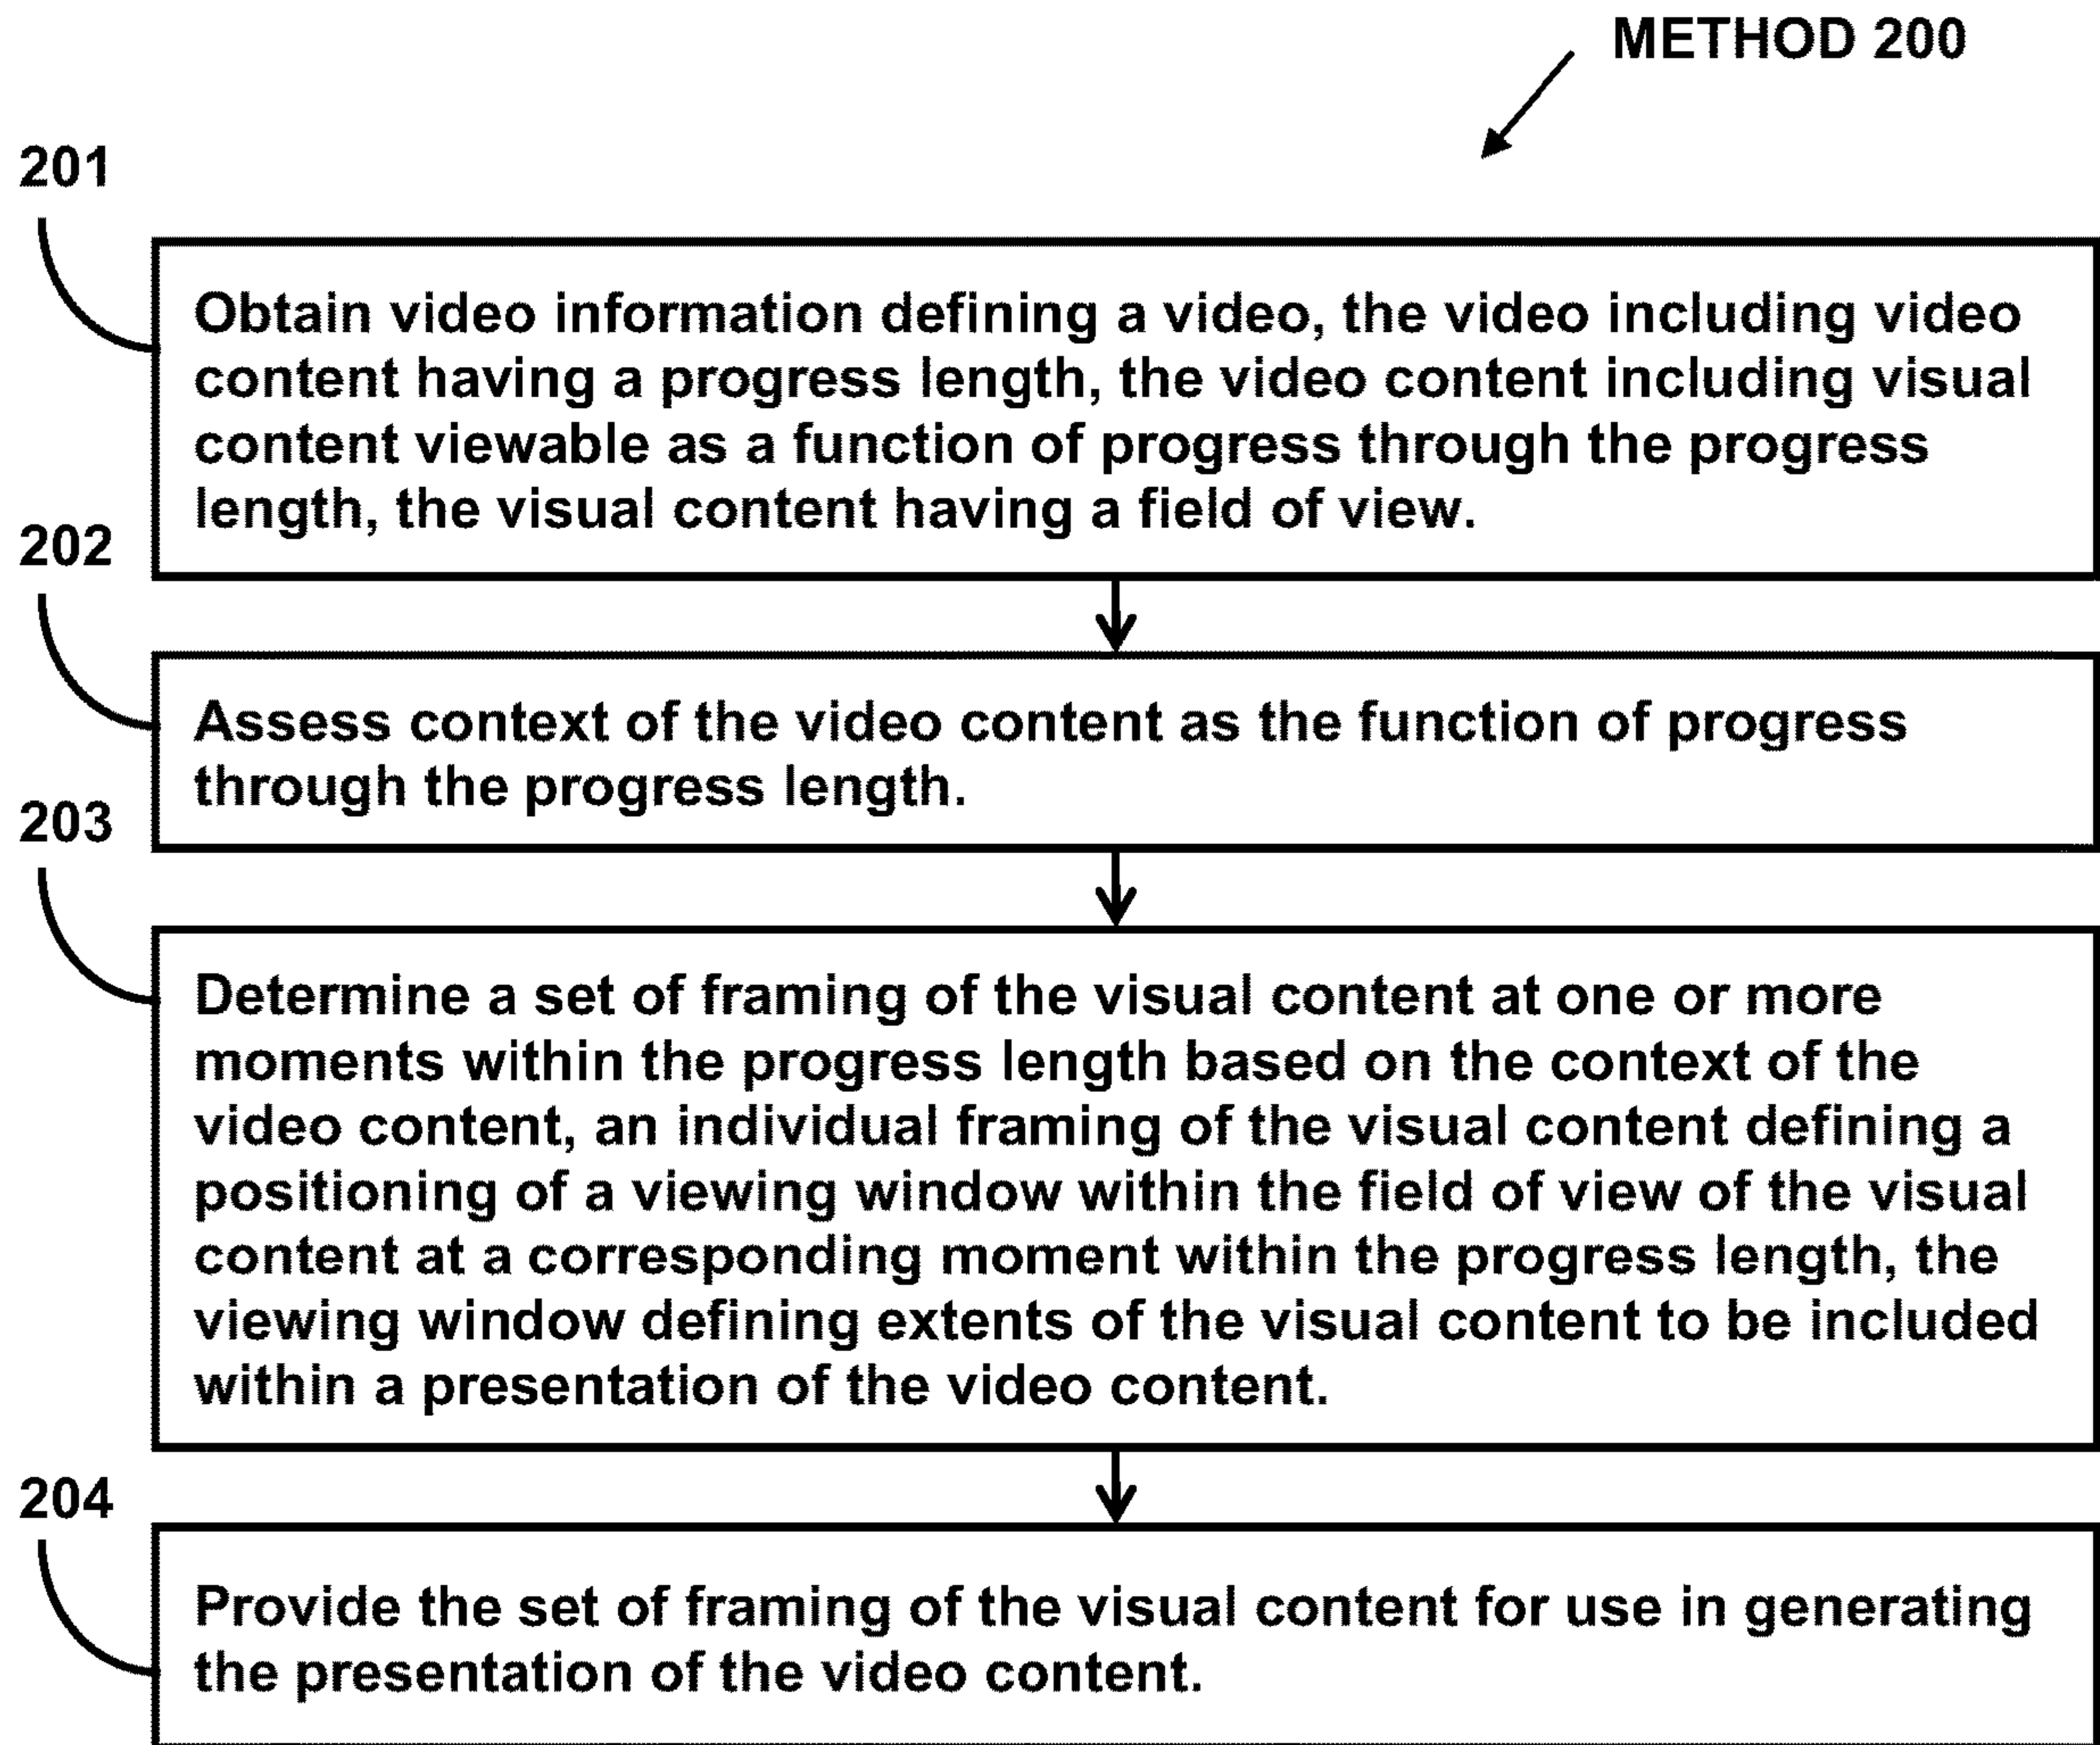 METHOD 200
201
Obtain video information defining a video, the video including video
content having a progress length, the video content including visual
content viewable as a function of progress through the progress
length, the visual content having a field of view.
202
Assess context of the video content as the function of progress
through the progress length.
203
Determine a set of framing of the visual content at one or more
moments within the progress length based on the context of the
video content, an individual framing of the visual content defining a
positioning of a viewing window within the field of view of the visual
content at a corresponding moment within the progress length, the
viewing window defining extents of the visual content to be included
within a presentation of the video content.
204
Provide the set of framing of the visual content for use in generating
the presentation of the video content.